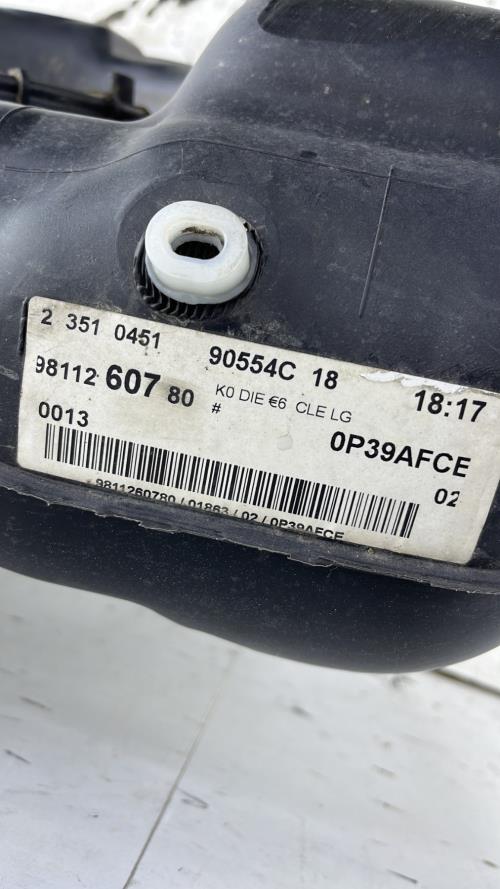 2 351 0451 90554C 18 18:17
98112 607 80 K0 DIE €6 CLE LG
0013 # 0P39AFCE
02
9811260780 / 01863 / 02 / 0P39AFCE